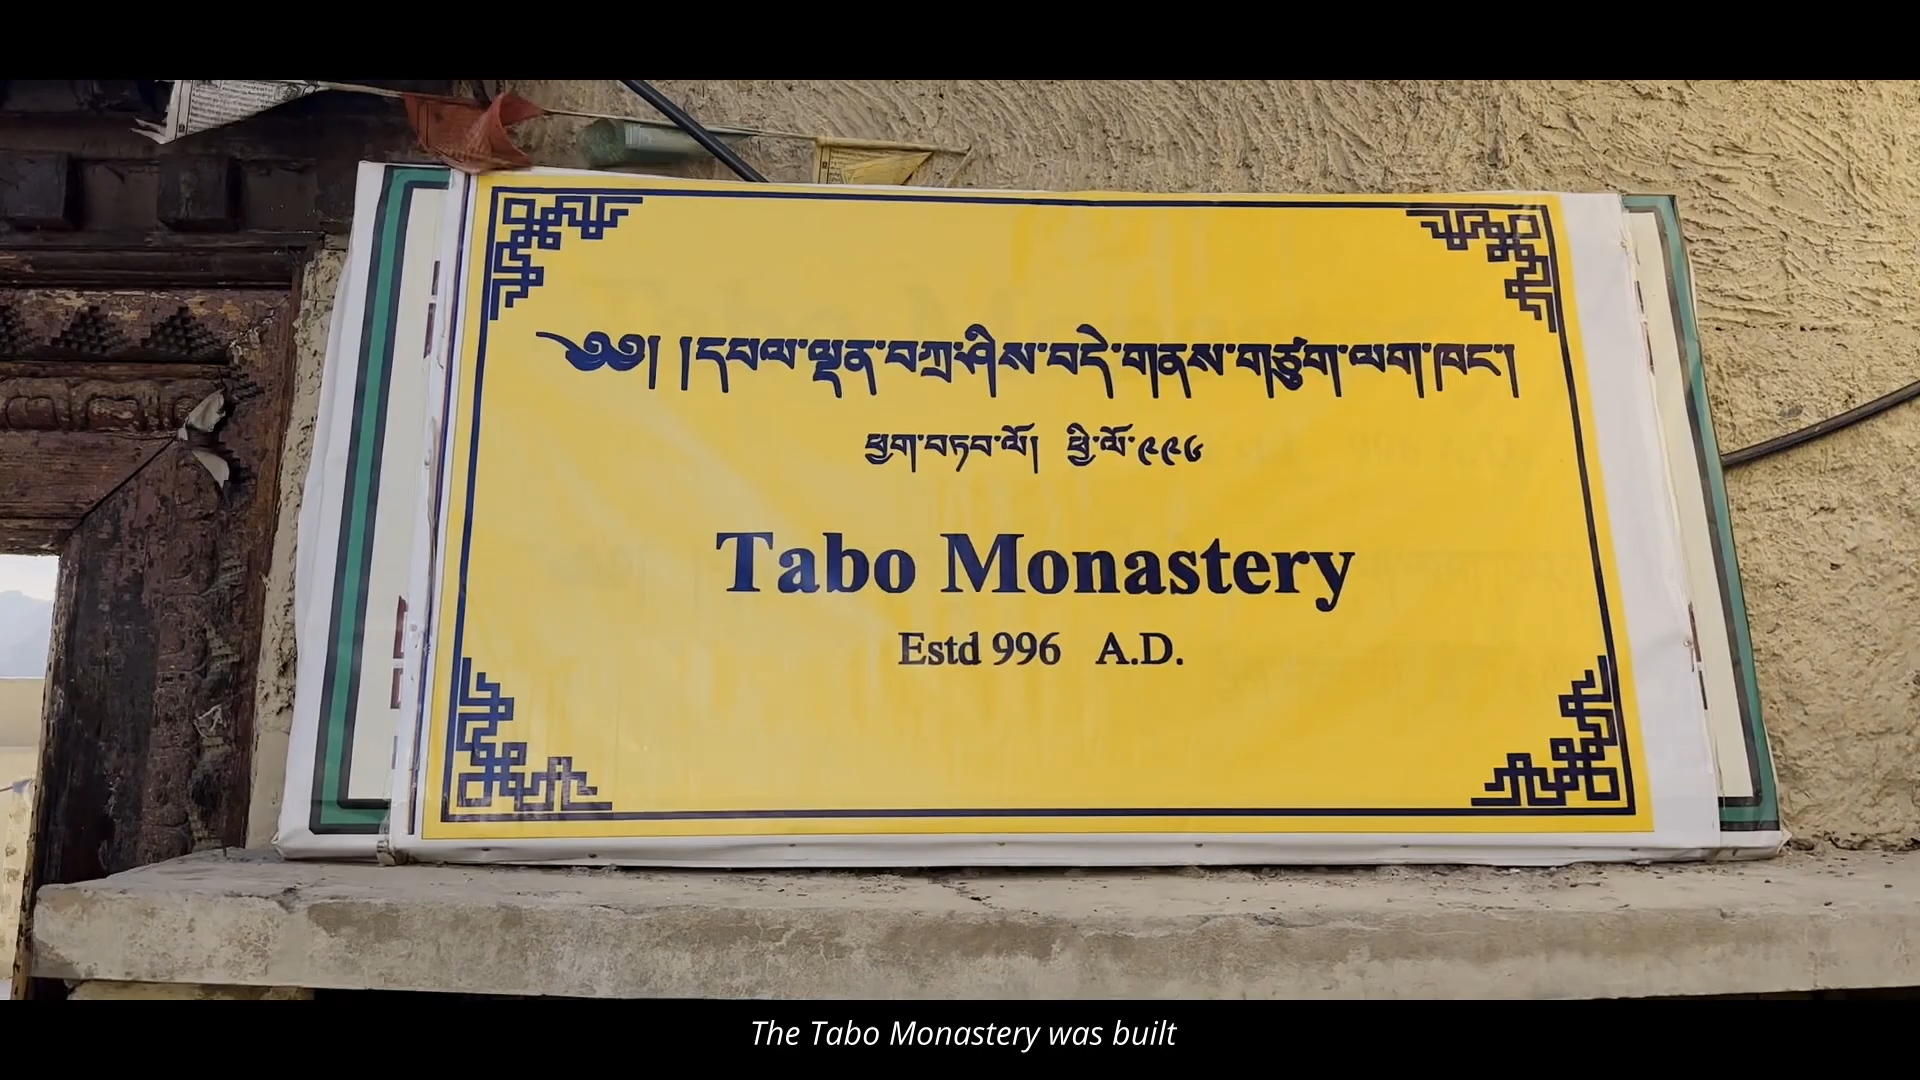 ༄༅། །དཔལ་ལྡན་བཀྲ་ཤིས་བདེ་གནས་གཙུག་ལག་ཁང་།
ཕྱག་བཏབ་ལོ། ཕྱི་ལོ་༩༩༦
Tabo Monastery
Estd 996 A.D.
The Tabo Monastery was built